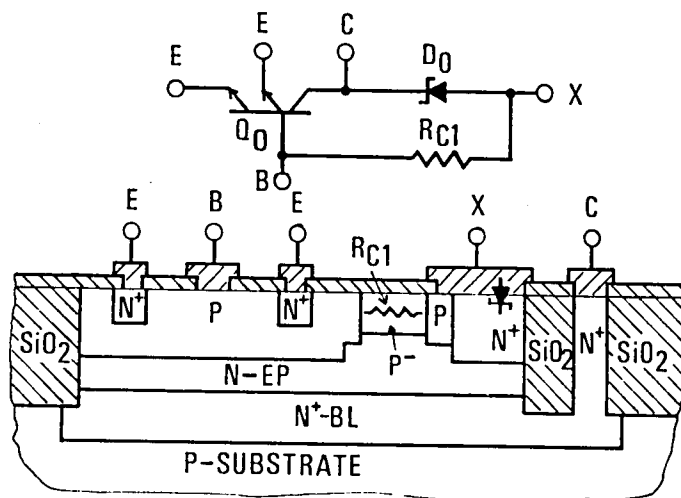 E E C D0 X
Q0 RC1
B
E B E X C
RC1
N+ P N+ P N+
SiO2 SiO2 N+ SiO2
P-
N-EP
N+-BL
P-SUBSTRATE